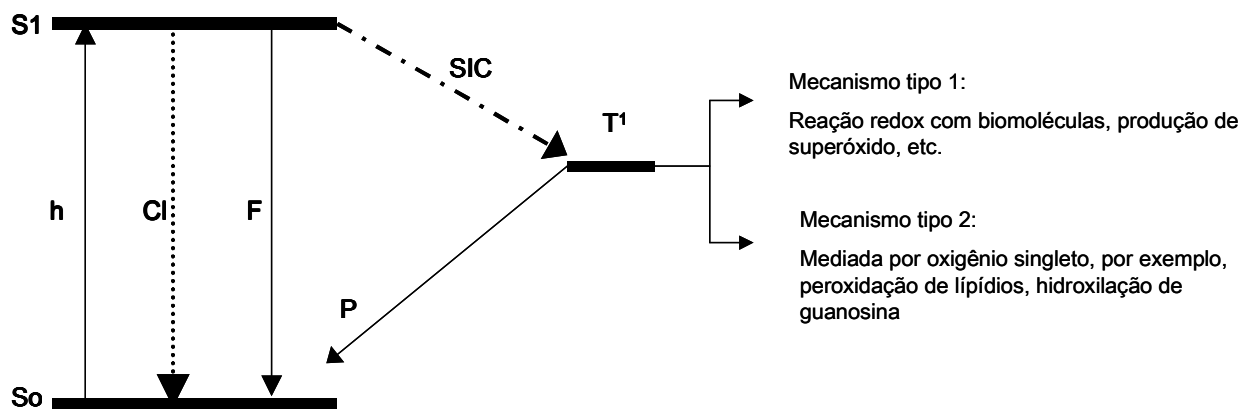 S1
SIC
Mecanismo tipo 1:
Reação redox com biomoléculas, produção de
superóxido, etc.
T¹
h
CI
F
Mecanismo tipo 2:
Mediada por oxigênio singleto, por exemplo,
peroxidação de lípídios, hidroxilação de
guanosina
P
So